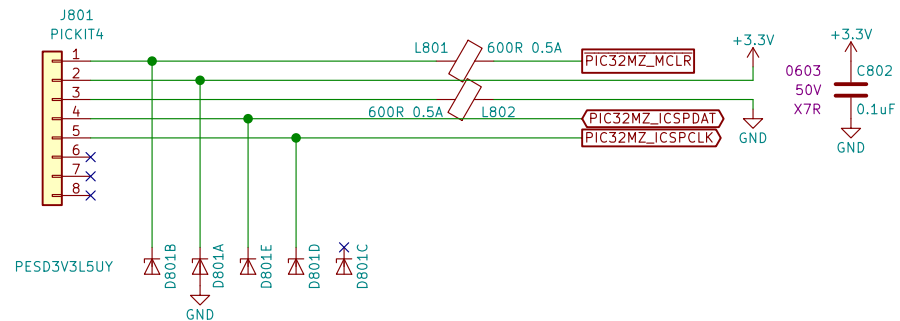 J801
PICKIT4
1
2
3
4
5
6
7
8
L801
600R 0.5A
PIC32MZ_MCLR
600R 0.5A
L802
PIC32MZ_ICSPDAT
PIC32MZ_ICSPCLK
+3.3V
GND
+3.3V
0603
50V
X7R
C802
0.1uF
GND
PESD3V3L5UY
D801B
D801A
D801E
D801D
D801C
GND